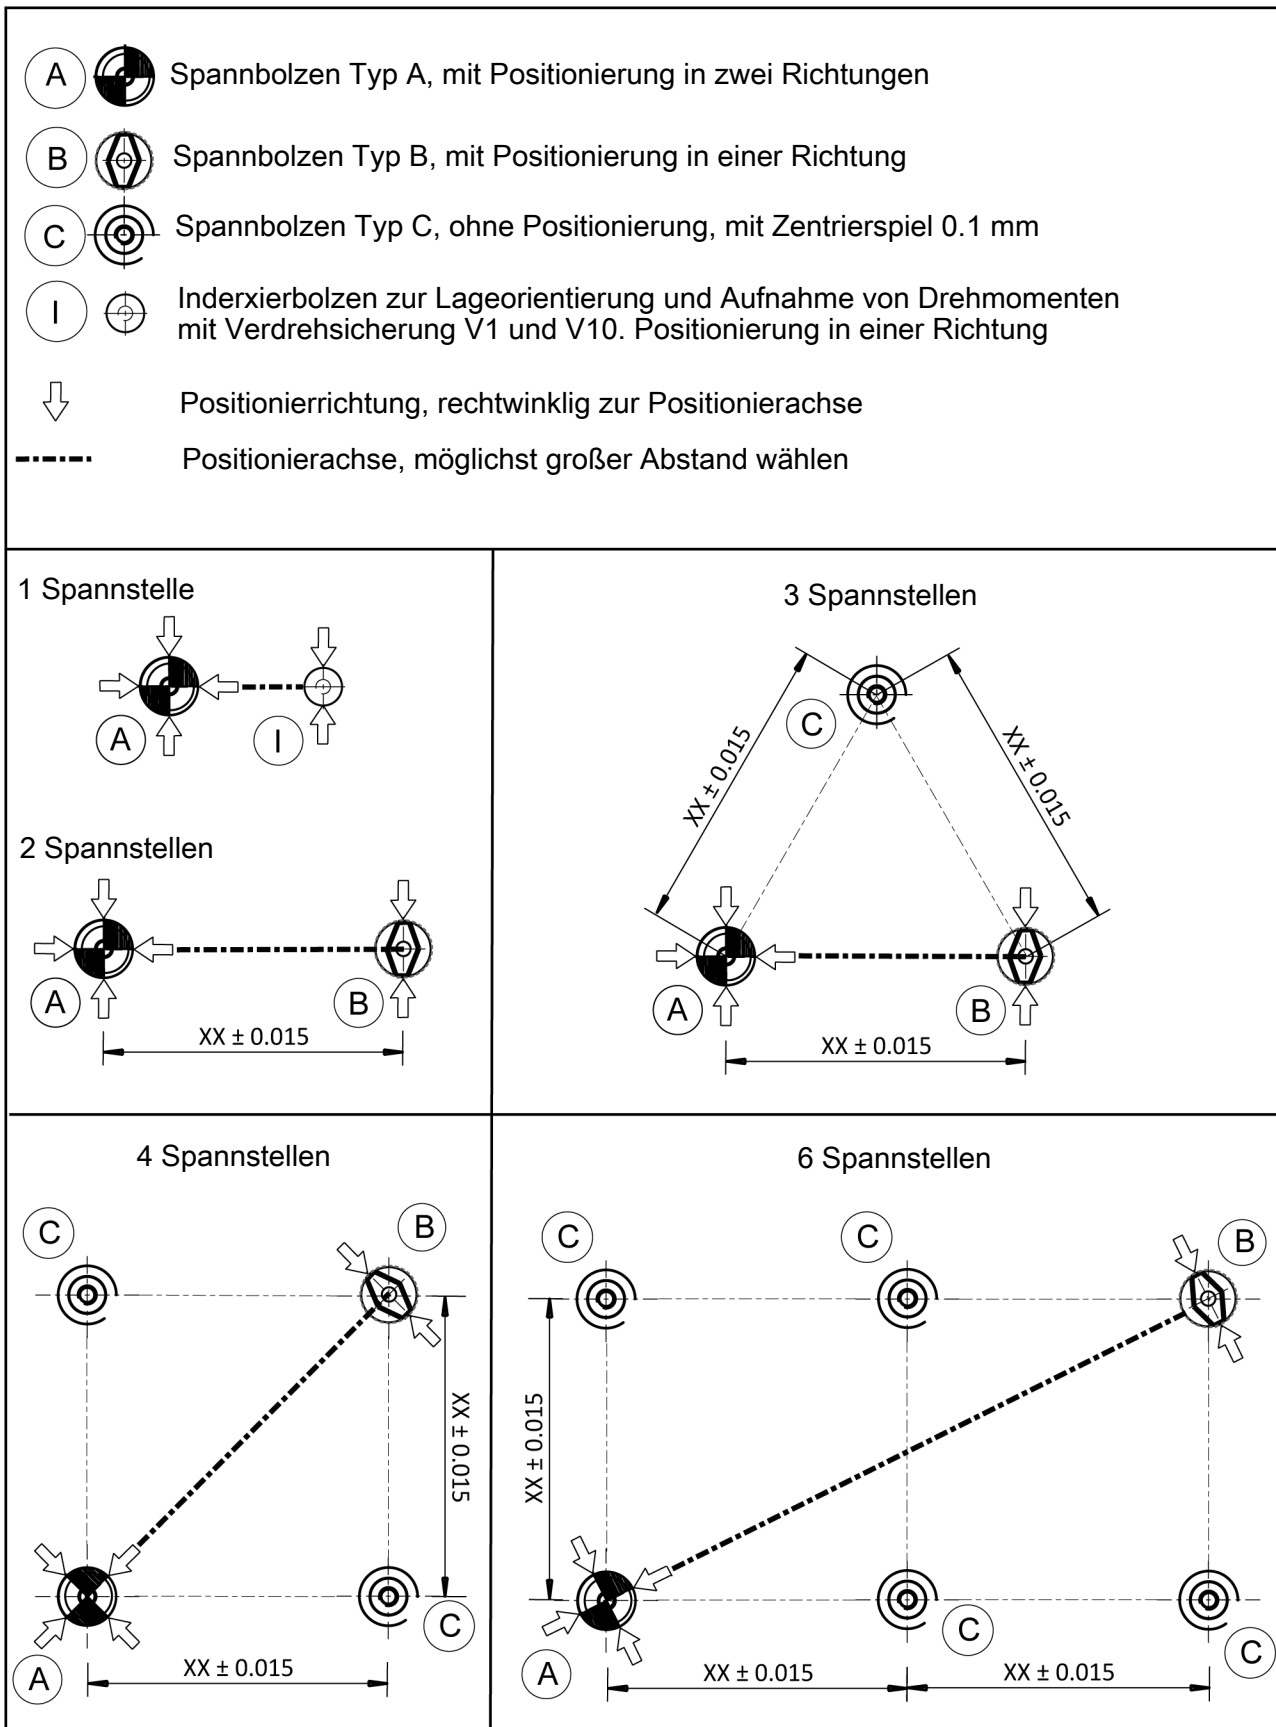 A Spannbolzen Typ A, mit Positionierung in zwei Richtungen
B Spannbolzen Typ B, mit Positionierung in einer Richtung
C Spannbolzen Typ C, ohne Positionierung, mit Zentrierspiel 0.1 mm
I Inderxierbolzen zur Lageorientierung und Aufnahme von Drehmomenten
mit Verdrehsicherung V1 und V10. Positionierung in einer Richtung
Positionierrichtung, rechtwinklig zur Positionierachse
Positionierachse, möglichst großer Abstand wählen
1 Spannstelle
A
I
2 Spannstellen
A
B
XX ± 0.015
3 Spannstellen
C
XX ± 0.015
XX ± 0.015
A
B
XX ± 0.015
4 Spannstellen
C
B
XX ± 0.015
C
A
XX ± 0.015
6 Spannstellen
C
C
B
XX ± 0.015
C
C
A
XX ± 0.015
XX ± 0.015